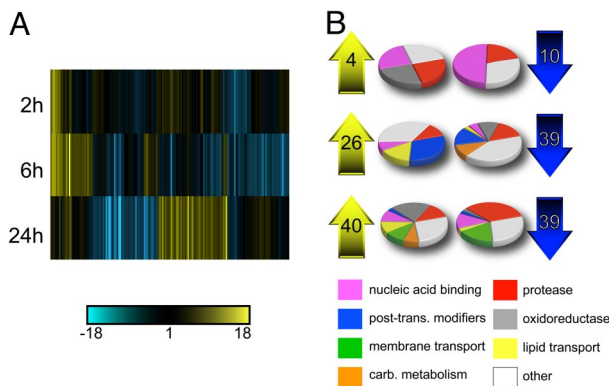 A
B
2h
6h
24h
-18 1 18
4 10
26 39
40 39
nucleic acid binding protease
post-trans. modifiers oxidoreductase
membrane transport lipid transport
carb. metabolism other